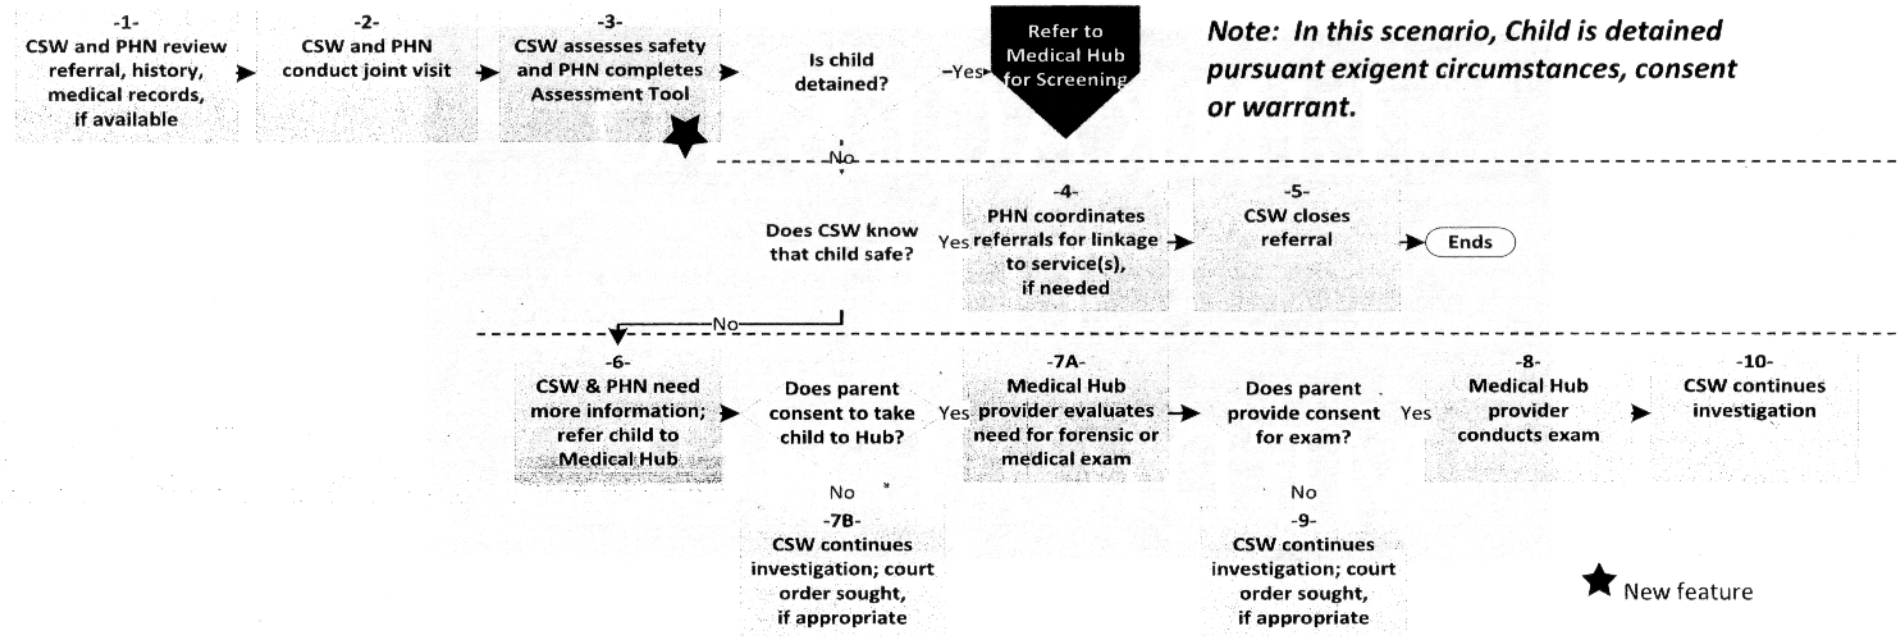 -1-
CSW and PHN review
referral, history,
medical records,
if available
-2-
CSW and PHN
conduct joint visit
-3-
CSW assesses safety
and PHN completes
Assessment Tool
Is child
detained?
Yes
Refer to
Medical Hub
for Screening
Note: In this scenario, Child is detained
pursuant exigent circumstances, consent
or warrant.
No
Does CSW know
that child safe?
Yes
-4-
PHN coordinates
referrals for linkage
to service(s),
if needed
-5-
CSW closes
referral
Ends
No
-6-
CSW & PHN need
more information;
refer child to
Medical Hub
Does parent
consent to take
child to Hub?
Yes
-7A-
Medical Hub
provider evaluates
need for forensic or
medical exam
Does parent
provide consent
for exam?
Yes
-8-
Medical Hub
provider
conducts exam
-10-
CSW continues
investigation
No
-7B-
CSW continues
investigation; court
order sought,
if appropriate
No
-9-
CSW continues
investigation; court
order sought,
if appropriate
New feature